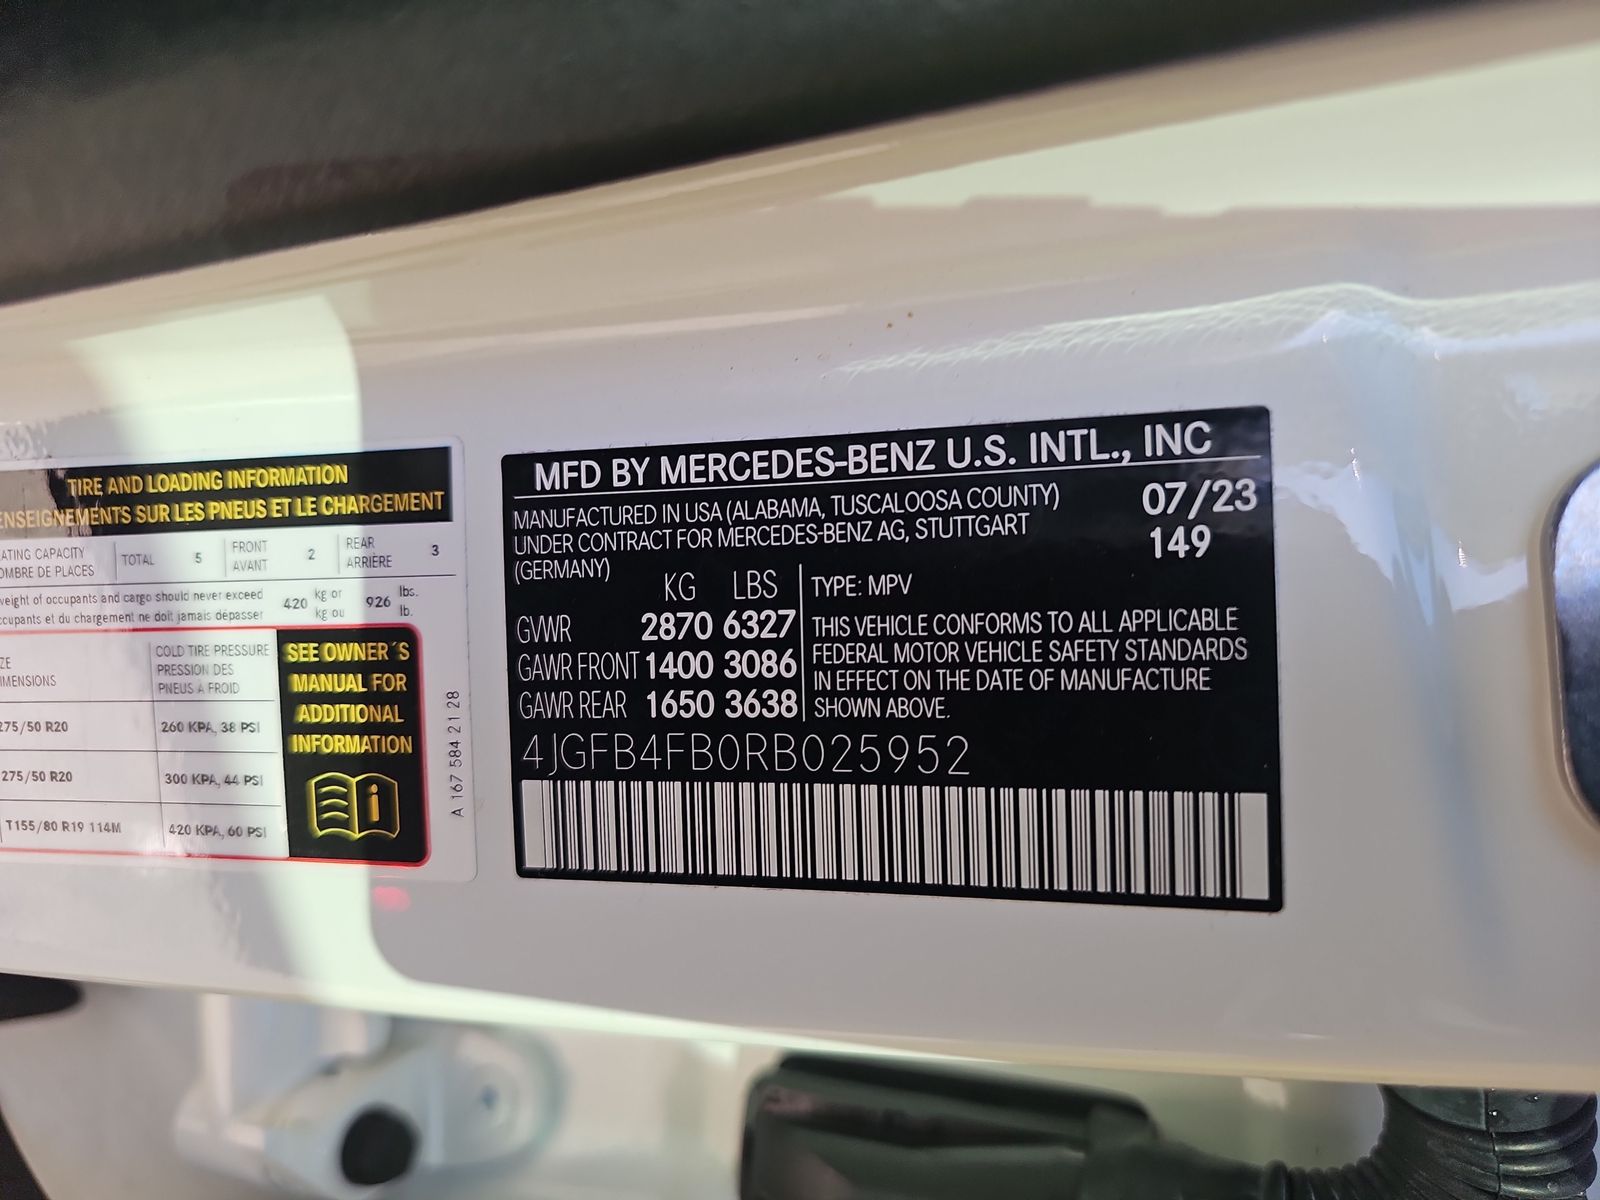 TIRE AND LOADING INFORMATION
ENSEIGNEMENTS SUR LES PNEUS ET LE CHARGEMENT
ATING CAPACITY TOTAL 5 FRONT 2 REAR 3
OMBRE DE PLACES AVANT ARRIÈRE
weight of occupants and cargo should never exceed 420 kg or 926 lbs.
ccupants et du chargement ne doit jamais dépasser kg ou lb.
ZE COLD TIRE PRESSURE
IMENSIONS PRESSION DES
PNEUS A FROID
275/50 R20 260 KPA, 38 PSI
275/50 R20 300 KPA, 44 PSI
T155/80 R19 114M 420 KPA, 60 PSI
SEE OWNER´S
MANUAL FOR
ADDITIONAL
INFORMATION
A 167 584 21 28
MFD BY MERCEDES-BENZ U.S. INTL., INC
MANUFACTURED IN USA (ALABAMA, TUSCALOOSA COUNTY) 07/23
UNDER CONTRACT FOR MERCEDES-BENZ AG, STUTTGART 149
(GERMANY)
KG LBS
GVWR 2870 6327
GAWR FRONT 1400 3086
GAWR REAR 1650 3638
TYPE: MPV
THIS VEHICLE CONFORMS TO ALL APPLICABLE
FEDERAL MOTOR VEHICLE SAFETY STANDARDS
IN EFFECT ON THE DATE OF MANUFACTURE
SHOWN ABOVE.
4JGFB4FB0RB025952